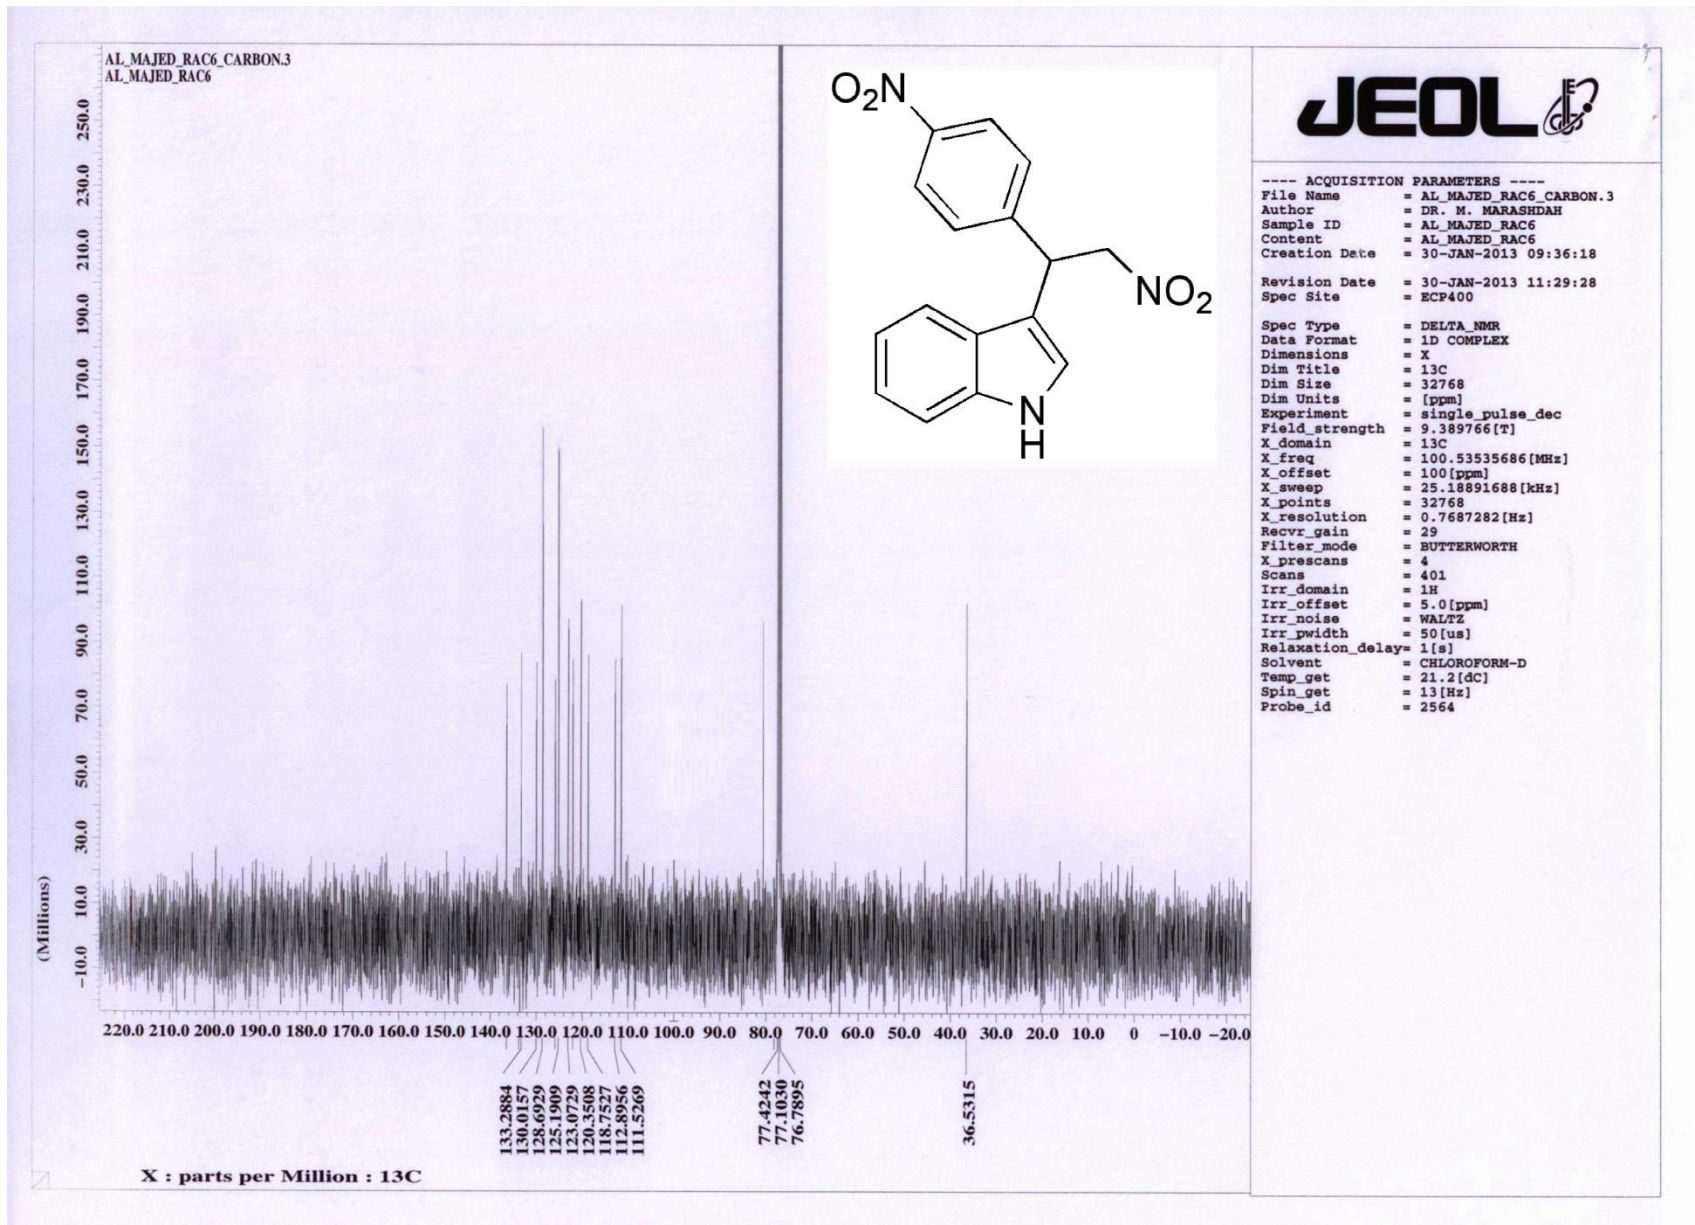 AL_MAJED_RAC6_CARBON.3
AL_MAJED_RAC6
(Millions)
250.0
230.0
210.0
190.0
170.0
150.0
130.0
110.0
90.0
70.0
50.0
30.0
10.0
−10.0
O2N
NO2
N
H
220.0 210.0 200.0 190.0 180.0 170.0 160.0 150.0 140.0 130.0 120.0 110.0 100.0 90.0 80.0 70.0 60.0 50.0 40.0 30.0 20.0 10.0 0 −10.0 −20.0
133.2884
130.0157
128.6929
125.1909
123.0729
120.3508
118.7527
112.8956
111.5269
77.4242
77.1030
76.7895
36.5315
X : parts per Million : 13C
JEOL
---- ACQUISITION PARAMETERS ----
File Name = AL_MAJED_RAC6_CARBON.3
Author = DR. M. MARASHDAH
Sample ID = AL_MAJED_RAC6
Content = AL_MAJED_RAC6
Creation Date = 30-JAN-2013 09:36:18
Revision Date = 30-JAN-2013 11:29:28
Spec Site = ECP400
Spec Type = DELTA_NMR
Data Format = 1D COMPLEX
Dimensions = X
Dim Title = 13C
Dim Size = 32768
Dim Units = [ppm]
Experiment = single_pulse_dec
Field_strength = 9.389766[T]
X_domain = 13C
X_freq = 100.53535686[MHz]
X_offset = 100[ppm]
X_sweep = 25.18891688[kHz]
X_points = 32768
X_resolution = 0.7687282[Hz]
Recvr_gain = 29
Filter_mode = BUTTERWORTH
X_prescans = 4
Scans = 401
Irr_domain = 1H
Irr_offset = 5.0[ppm]
Irr_noise = WALTZ
Irr_pwidth = 50[us]
Relaxation_delay= 1[s]
Solvent = CHLOROFORM-D
Temp_get = 21.2[dC]
Spin_get = 13[Hz]
Probe_id = 2564